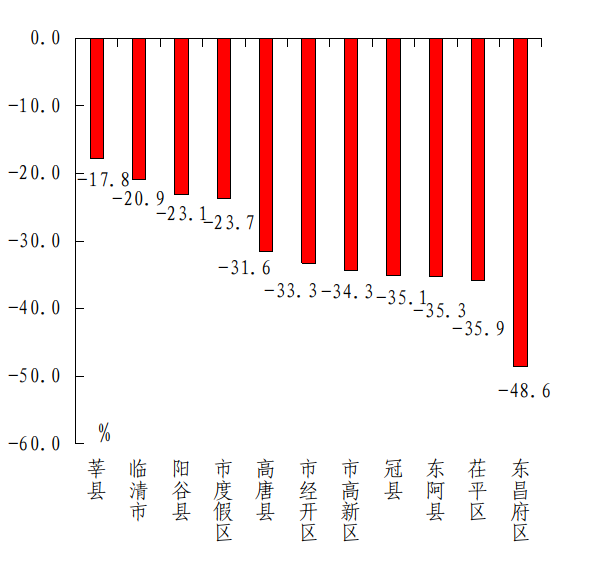 0.0
-10.0
-20.0
-30.0
-40.0
-50.0
-60.0
%
-17.8
-20.9
-23.1
-23.7
-31.6
-33.3
-34.3
-35.1
-35.3
-35.9
-48.6
莘县
临清市
阳谷县
市度假区
高唐县
市经开区
市高新区
冠县
东阿县
茌平区
东昌府区